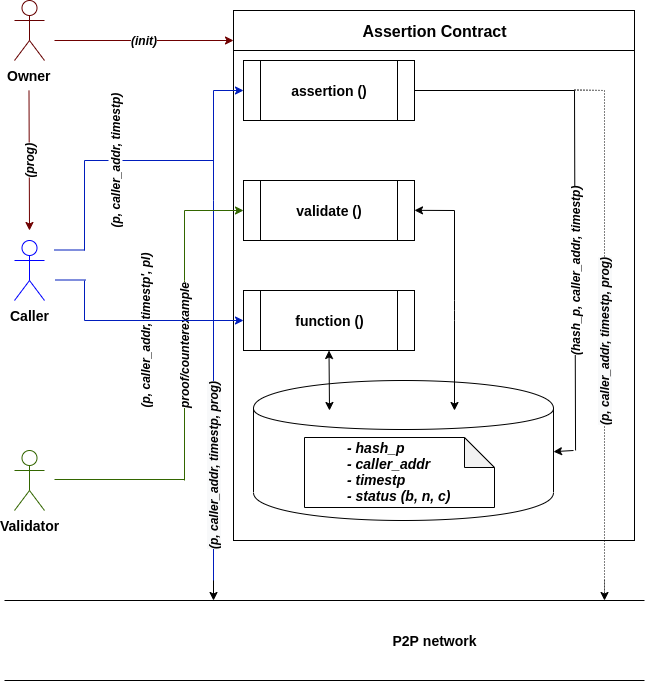 Assertion Contract
(init)
Owner
assertion ()
(prog)
(p, caller_addr, timestp)
validate ()
(hash_p, caller_addr, timestp)
Caller
(p, caller_addr, timestp', pl)
proof/counterexample
function ()
(p, caller_addr, timestp, prog)
(p, caller_addr, timestp, prog)
- hash_p
- caller_addr
- timestp
- status (b, n, c)
Validator
P2P network